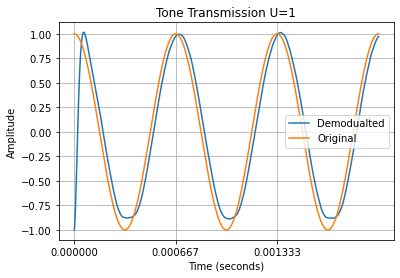 Tone Transmission U=1
Amplitude
1.00
0.75
0.50
0.25
0.00
−0.25
−0.50
−0.75
−1.00
Demodualted
Original
0.000000 0.000667 0.001333
Time (seconds)